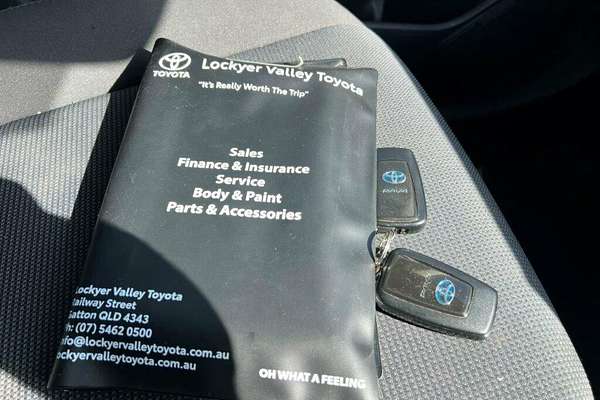 Lockyer Valley Toyota
TOYOTA
"It's Really Worth The Trip"
Sales
Finance & Insurance
Service
Body & Paint
Parts & Accessories
Lockyer Valley Toyota
Railway Street
Gatton QLD 4343
Ph: (07) 5462 0500
info@lockyervalleytoyota.com.au
lockyervalleytoyota.com.au
OH WHAT A FEELING